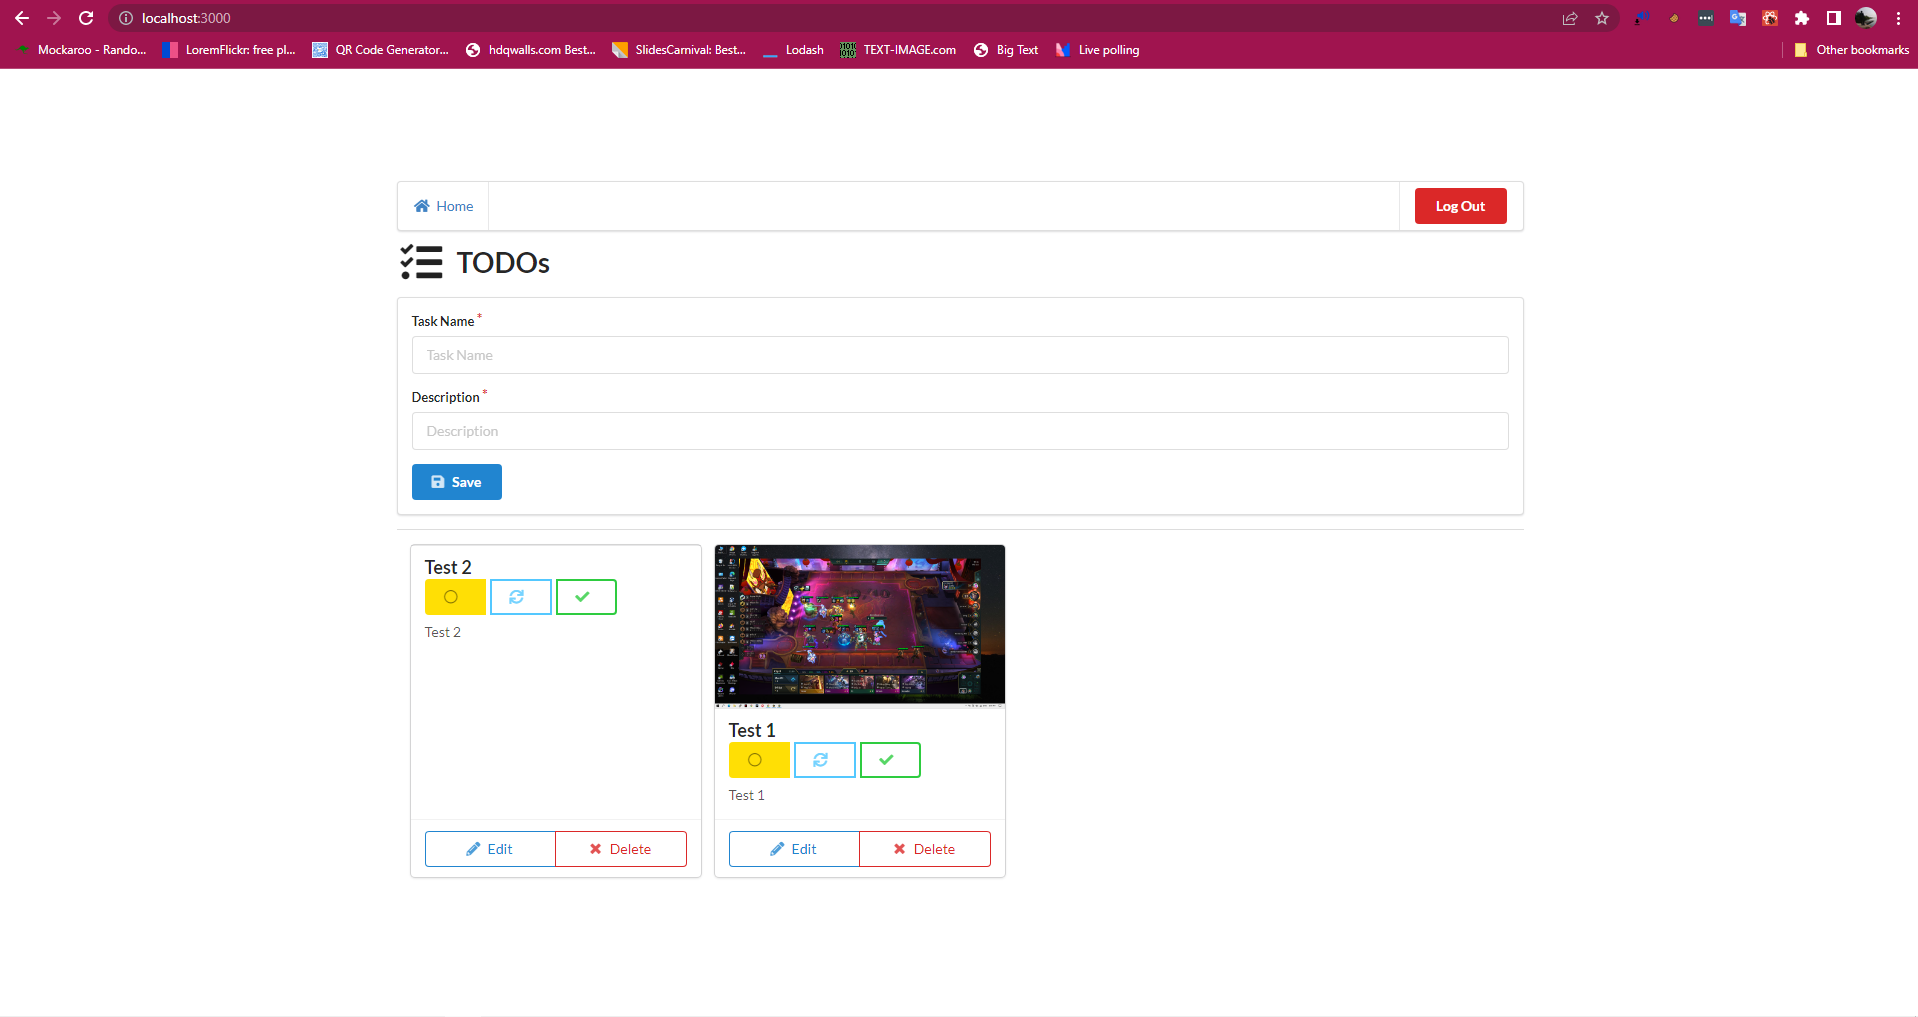 localhost:3000
Mockaroo - Rando... LoremFlickr: free pl... QR Code Generator... hdqwalls.com Best... SlidesCarnival: Best... Lodash TEXT-IMAGE.com Big Text Live polling Other bookmarks
Home Log Out
TODOs
Task Name *
Task Name
Description *
Description
Save
Test 2
Test 2
Edit Delete
Test 1
Test 1
Edit Delete